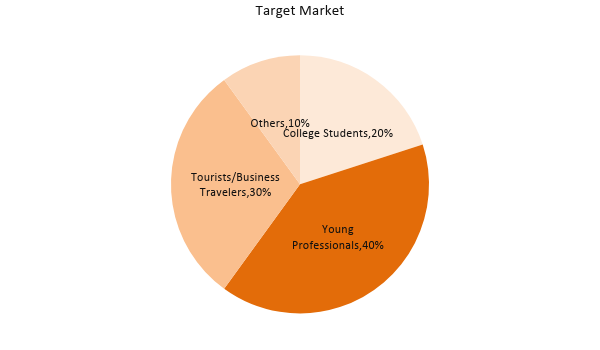 Target Market
Others,10%
College Students,20%
Tourists/Business
Travelers,30%
Young
Professionals,40%